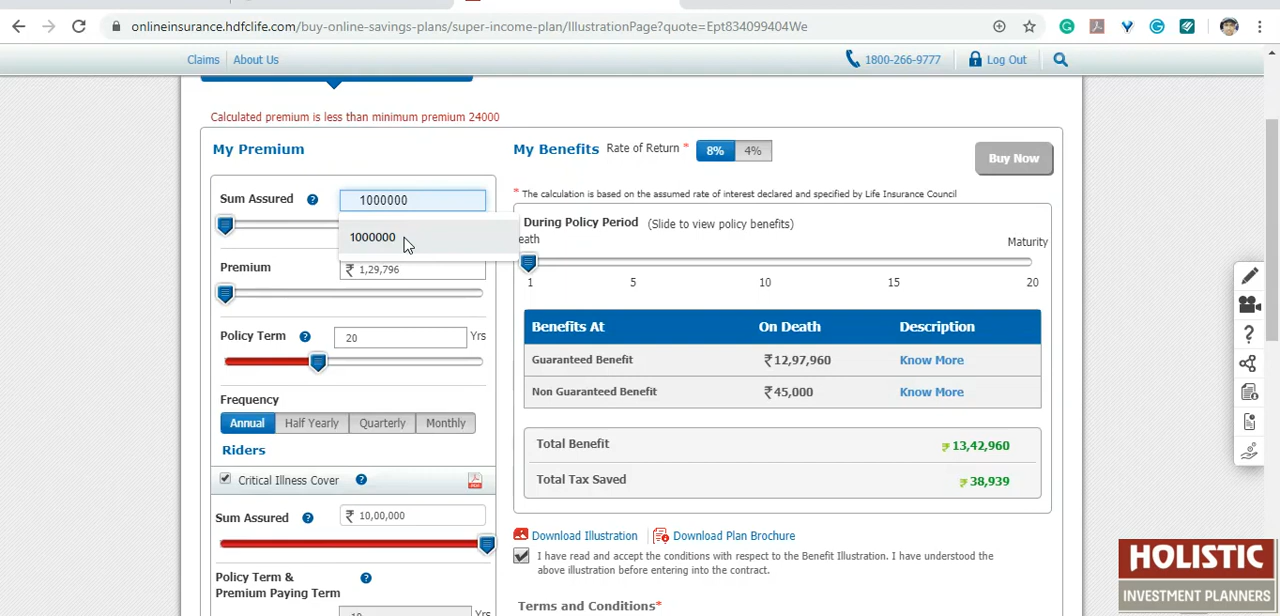 onlineinsurance.hdfclife.com/buy-online-savings-plans/super-income-plan/IllustrationPage?quote=Ept834099404We
Claims
About Us
1800-266-9777
Log Out
Calculated premium is less than minimum premium 24000
My Premium
Sum Assured ?
1000000
1000000
Premium
₹ 1,29,796
Policy Term ?
20
Yrs
Frequency
Annual
Half Yearly
Quarterly
Monthly
Riders
Critical Illness Cover ?
Sum Assured ?
₹ 10,00,000
Policy Term & ?
Premium Paying Term
Yrs
My Benefits
Rate of Return *
8%
4%
Buy Now
* The calculation is based on the assumed rate of interest declared and specified by Life Insurance Council
During Policy Period (Slide to view policy benefits)
eath
Maturity
1 5 10 15 20
Benefits At On Death Description
Guaranteed Benefit ₹12,97,960 Know More
Non Guaranteed Benefit ₹45,000 Know More
Total Benefit ₹ 13,42,960
Total Tax Saved ₹ 38,939
Download Illustration
Download Plan Brochure
I have read and accept the conditions with respect to the Benefit Illustration. I have understood the
above illustration before entering into the contract.
Terms and Conditions*
HOLISTIC
INVESTMENT PLANNERS